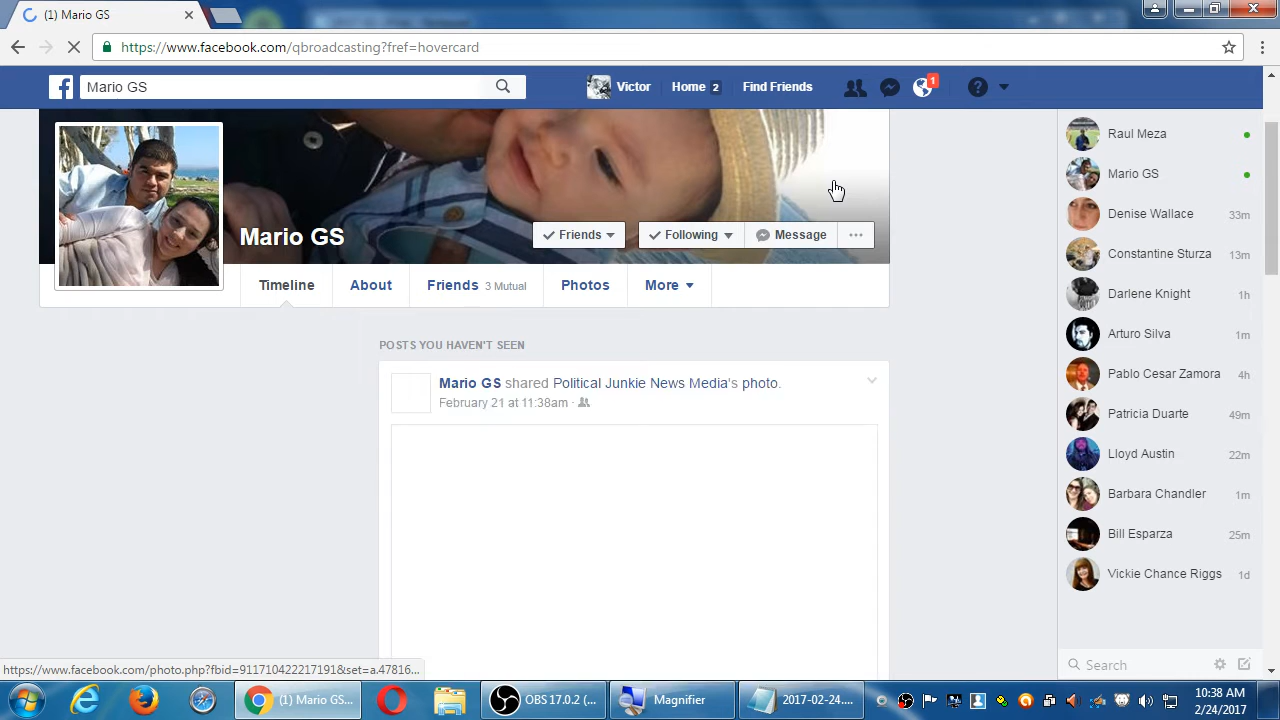 (1) Mario GS
https://www.facebook.com/qbroadcasting?fref=hovercard
Mario GS
Victor
Home 2
Find Friends
1
Mario GS
Friends
Following
Message
Timeline
About
Friends 3 Mutual
Photos
More
POSTS YOU HAVEN'T SEEN
Mario GS shared Political Junkie News Media's photo.
February 21 at 11:38am
Raul Meza
Mario GS
Denise Wallace 33m
Constantine Sturza 13m
Darlene Knight 1h
Arturo Silva 1m
Pablo Cesar Zamora 4h
Patricia Duarte 49m
Lloyd Austin 22m
Barbara Chandler 1m
Bill Esparza 25m
Vickie Chance Riggs 1d
Search
https://www.facebook.com/photo.php?fbid=911710422217191&set=a.47816...
(1) Mario GS...
OBS 17.0.2 (...
Magnifier
2017-02-24....
10:38 AM
2/24/2017